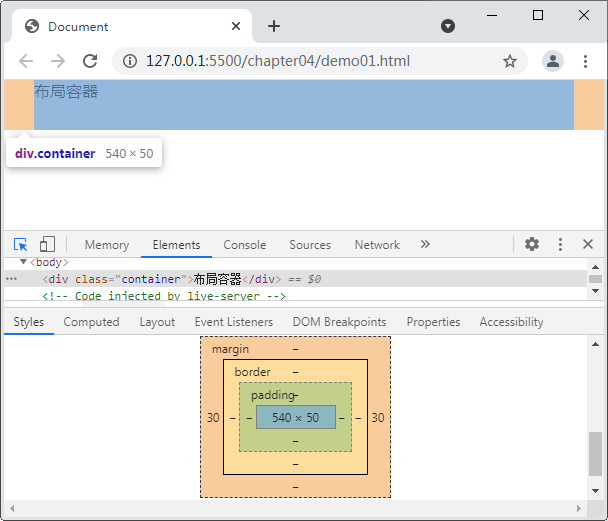 Document
127.0.0.1:5500/chapter04/demo01.html
布局容器
div.container 540 × 50
Memory Elements Console Sources Network »
<body>
··· <div class="container">布局容器</div> == $0
<!-- Code injected by live-server -->
Styles Computed Layout Event Listeners DOM Breakpoints Properties Accessibility
margin –
border –
padding –
30 – – 540 × 50 – – 30
–
–
–